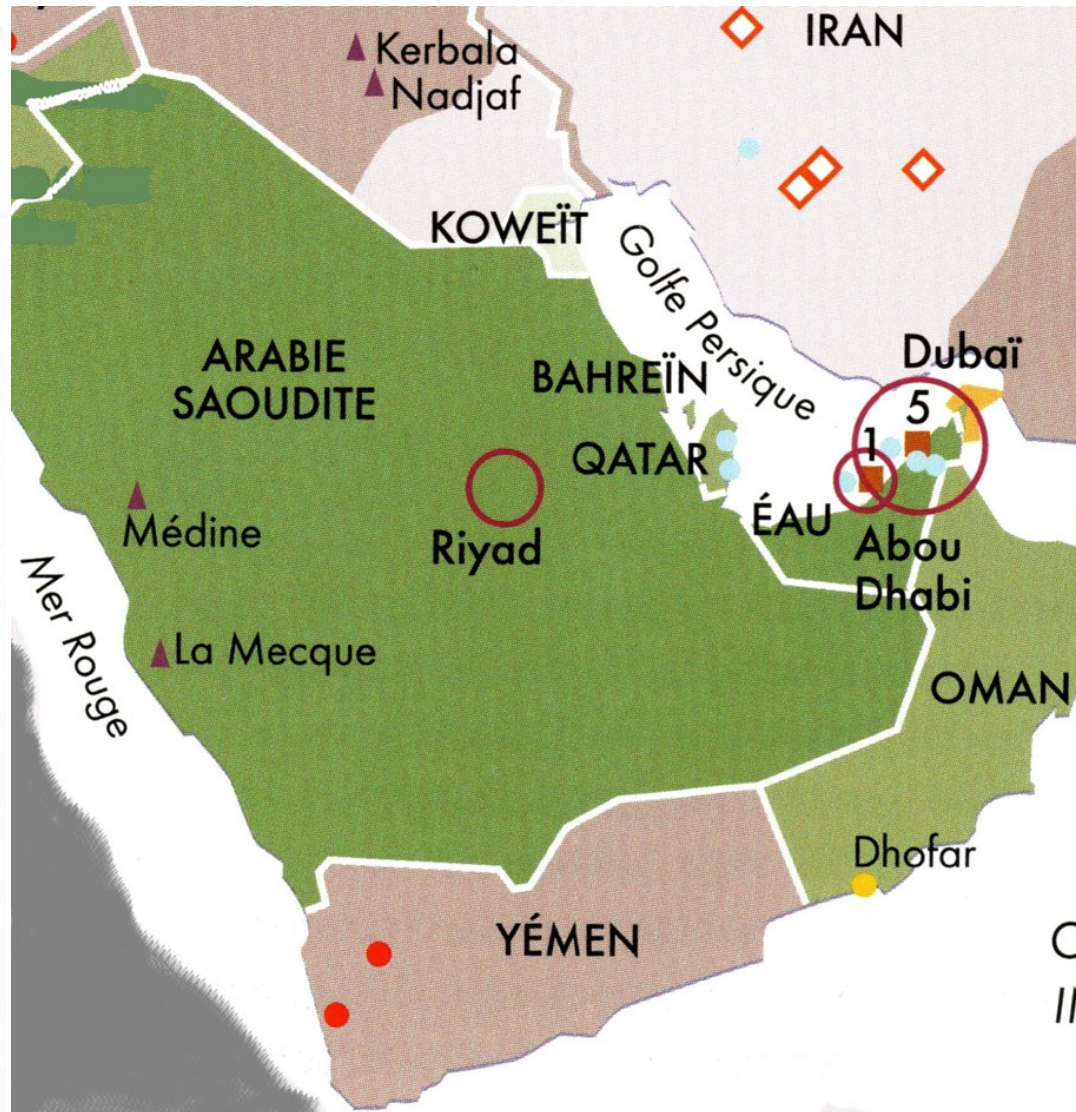 IRAN
Kerbala
Nadjaf
KOWEÏT
Golfe Persique
ARABIE
SAOUDITE
BAHREÏN
Dubaï
5
1
QATAR
Médine
Riyad
ÉAU
Abou
Dhabi
Mer Rouge
La Mecque
OMAN
Dhofar
YÉMEN